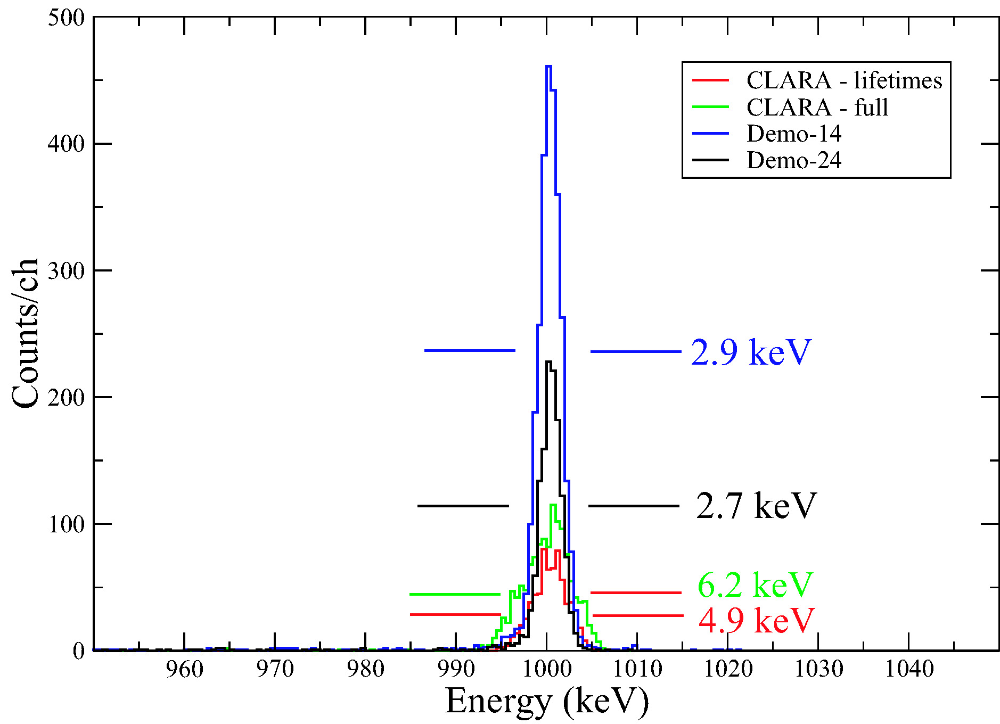 500
400
300
200
100
0
Counts/ch
CLARA - lifetimes
CLARA - full
Demo-14
Demo-24
2.9 keV
2.7 keV
6.2 keV
4.9 keV
960 970 980 990 1000 1010 1020 1030 1040
Energy (keV)